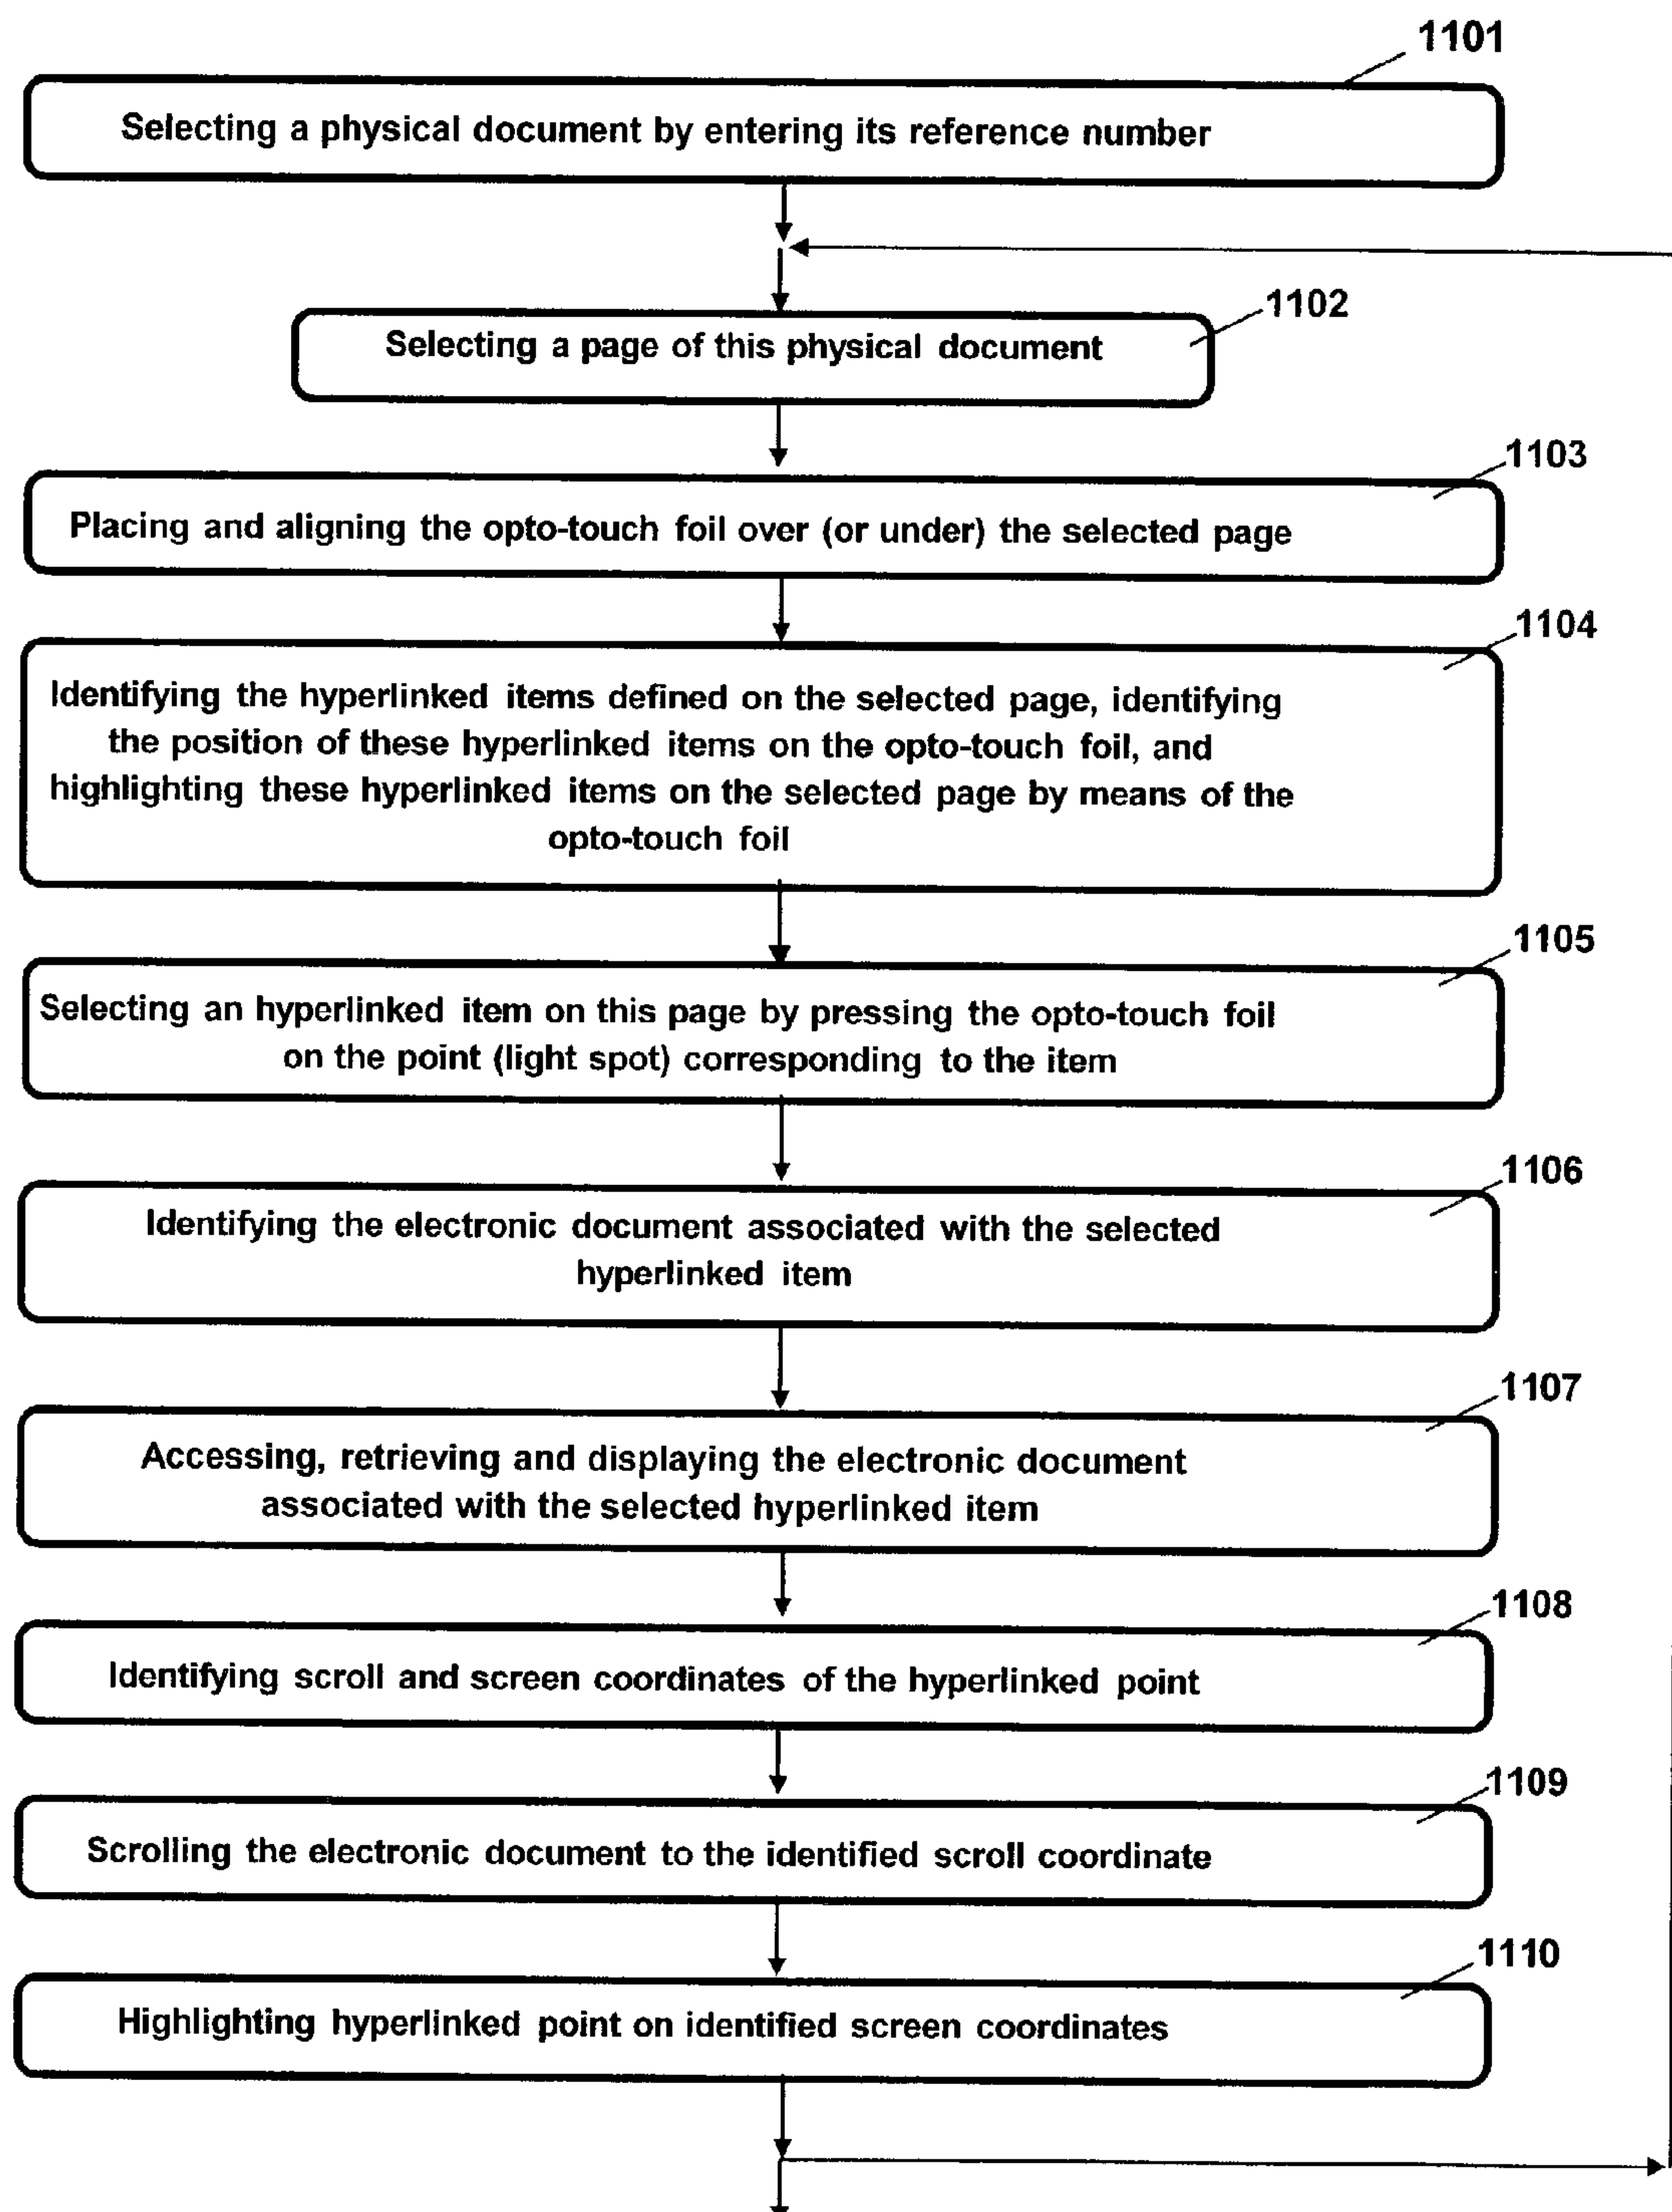 1101
Selecting a physical document by entering its reference number
1102
Selecting a page of this physical document
1103
Placing and aligning the opto-touch foil over (or under) the selected page
1104
Identifying the hyperlinked items defined on the selected page, identifying
the position of these hyperlinked items on the opto-touch foil, and
highlighting these hyperlinked items on the selected page by means of the
opto-touch foil
1105
Selecting an hyperlinked item on this page by pressing the opto-touch foil
on the point (light spot) corresponding to the item
1106
Identifying the electronic document associated with the selected
hyperlinked item
1107
Accessing, retrieving and displaying the electronic document
associated with the selected hyperlinked item
1108
Identifying scroll and screen coordinates of the hyperlinked point
1109
Scrolling the electronic document to the identified scroll coordinate
1110
Highlighting hyperlinked point on identified screen coordinates